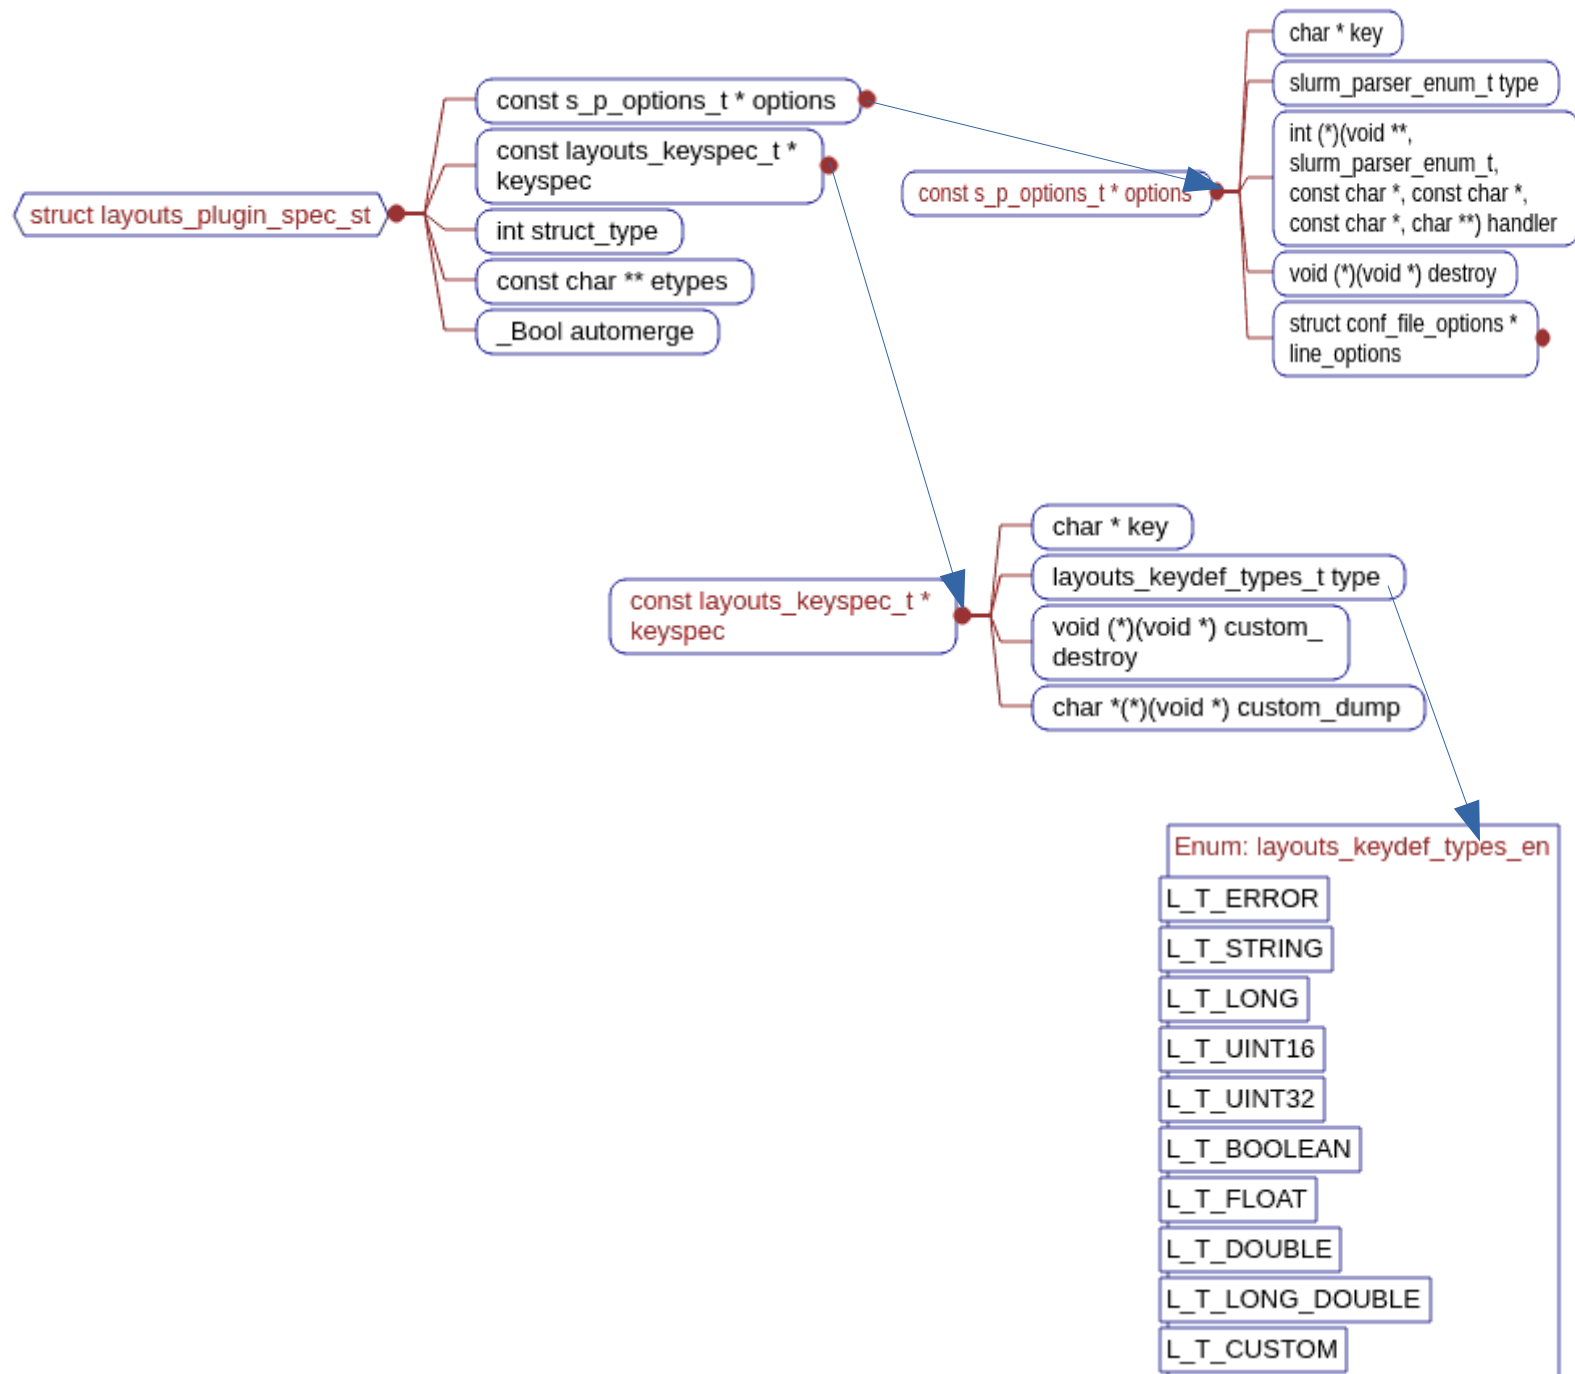 struct layouts_plugin_spec_st
const s_p_options_t * options
const layouts_keyspec_t *
keyspec
int struct_type
const char ** etypes
_Bool automerge
const s_p_options_t * options
char * key
slurm_parser_enum_t type
int (*)(void **,
slurm_parser_enum_t,
const char *, const char *,
const char *, char **) handler
void (*)(void *) destroy
struct conf_file_options *
line_options
const layouts_keyspec_t *
keyspec
char * key
layouts_keydef_types_t type
void (*)(void *) custom_
destroy
char *(*)(void *) custom_dump
Enum: layouts_keydef_types_en
L_T_ERROR
L_T_STRING
L_T_LONG
L_T_UINT16
L_T_UINT32
L_T_BOOLEAN
L_T_FLOAT
L_T_DOUBLE
L_T_LONG_DOUBLE
L_T_CUSTOM